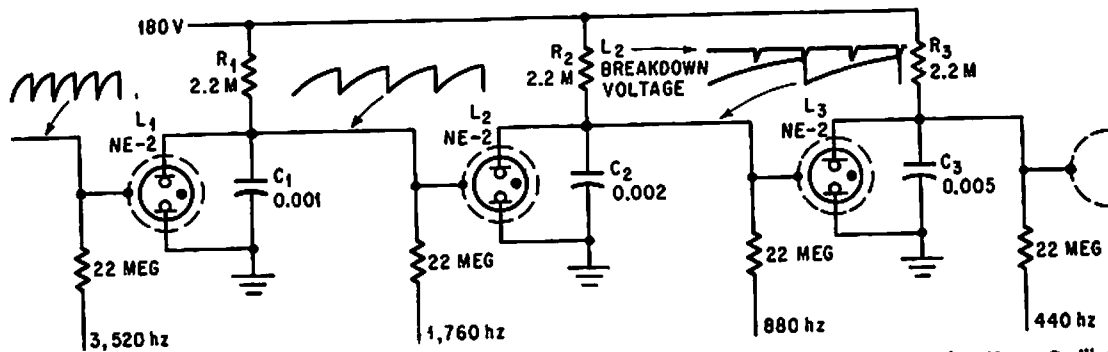 180 V
R1
2.2 M
L1
NE-2
C1
0.001
22 MEG
3,520 hz
R2
2.2 M
L2
BREAKDOWN
VOLTAGE
L2
NE-2
C2
0.002
22 MEG
1,760 hz
R3
2.2 M
L3
NE-2
C3
0.005
22 MEG
880 hz
22 MEG
440 hz